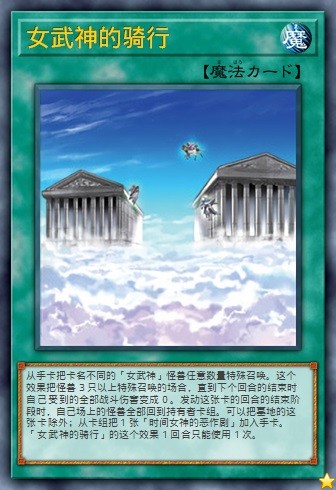 女武神的骑行
魔
【魔法カード】
从手卡把卡名不同的「女武神」怪兽任意数量特殊召唤。这个
效果把怪兽3只以上特殊召唤的场合，直到下个回合的结束时
自己受到的全部战斗伤害变成0。发动这张卡的回合的结束阶
段时，自己场上的怪兽全部回到持有者卡组。可以把墓地的这
张卡除外；从卡组把1张「时间女神的恶作剧」加入手卡。
「女武神的骑行」的这个效果1回合只能使用1次。